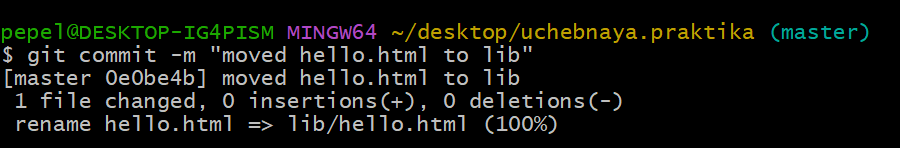 pepel@DESKTOP-IG4PISM MINGW64 ~/desktop/uchebnaya.praktika (master)
$ git commit -m "moved hello.html to lib"
[master 0e0be4b] moved hello.html to lib
 1 file changed, 0 insertions(+), 0 deletions(-)
 rename hello.html => lib/hello.html (100%)